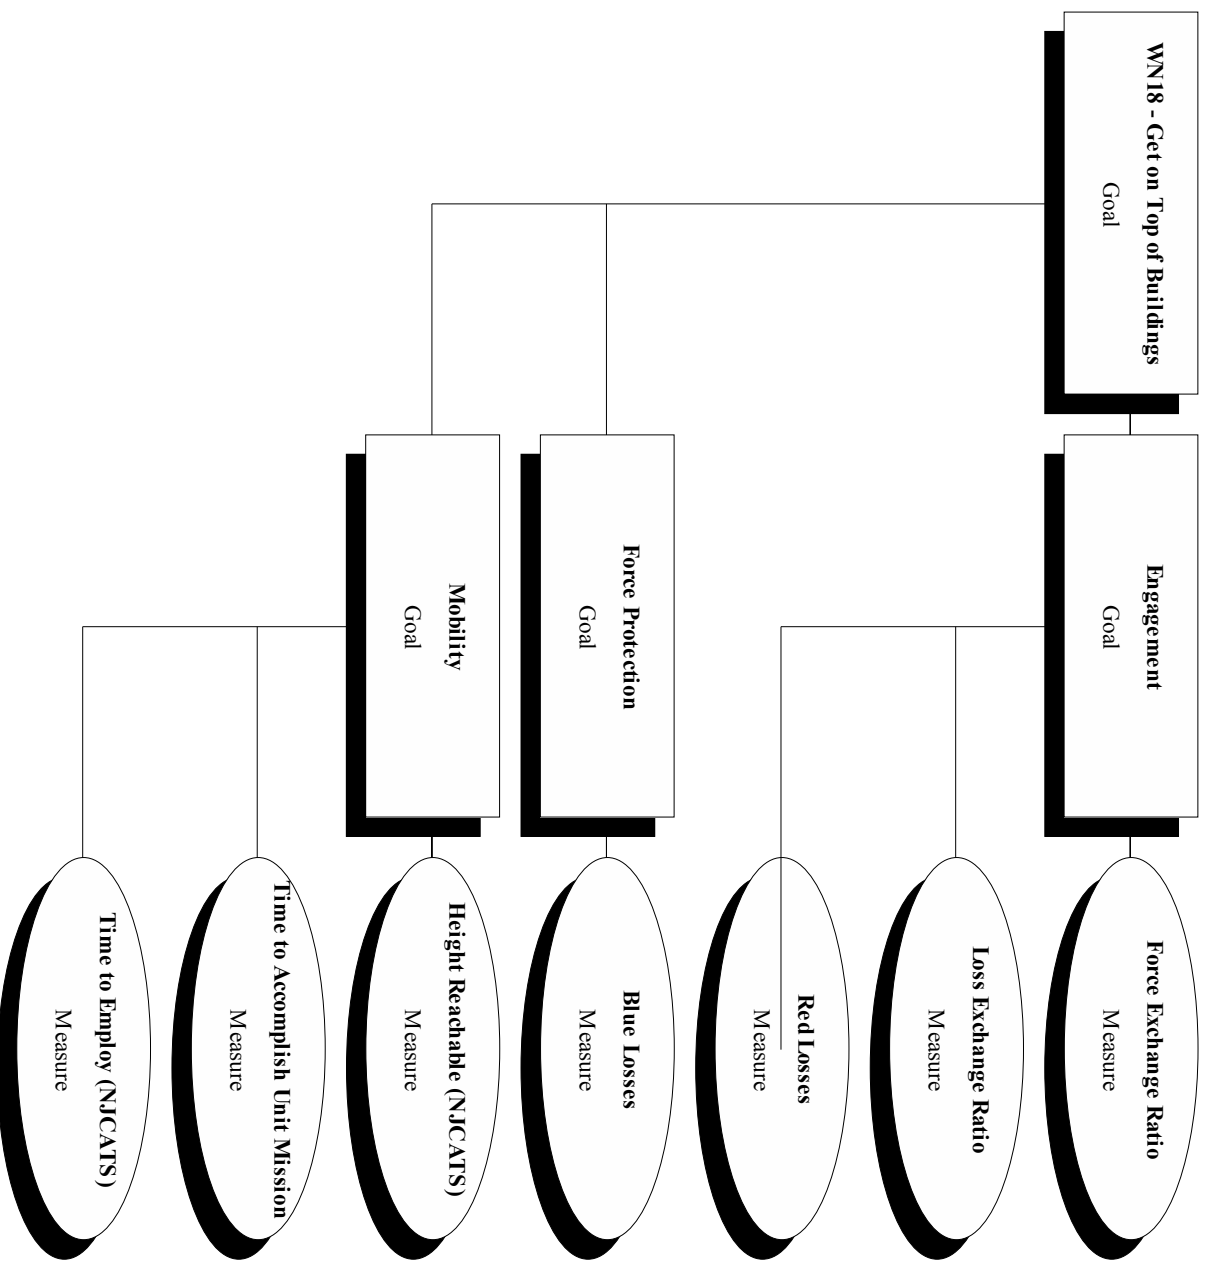 WN18 - Get on Top of Buildings
Goal
Engagement
Goal
Force Exchange Ratio
Measure
Loss Exchange Ratio
Measure
Red Losses
Measure
Force Protection
Goal
Blue Losses
Measure
Mobility
Goal
Height Reachable (NJCATS)
Measure
Time to Accomplish Unit Mission
Measure
Time to Employ (NJCATS)
Measure